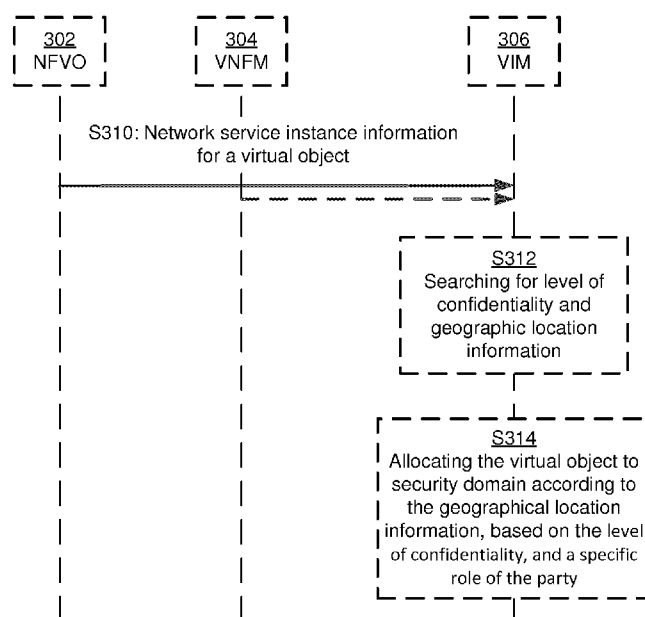 302
NFVO
304
VNFM
306
VIM
S310: Network service instance information
for a virtual object
S312
Searching for level of
confidentiality and
geographic location
information
S314
Allocating the virtual object to
security domain according to
the geographical location
information, based on the level
of confidentiality, and a specific
role of the party